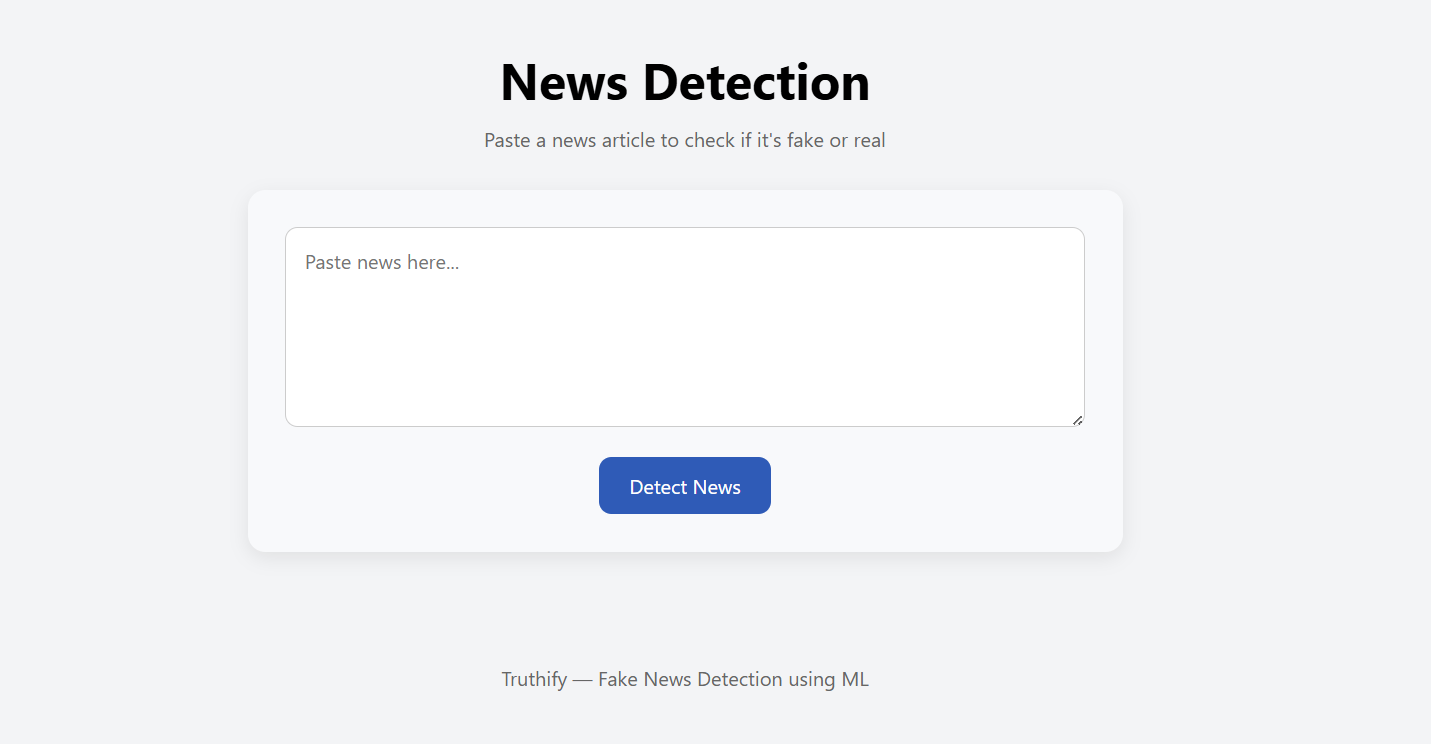 News Detection
Paste a news article to check if it's fake or real
Paste news here...
Detect News
Truthify — Fake News Detection using ML